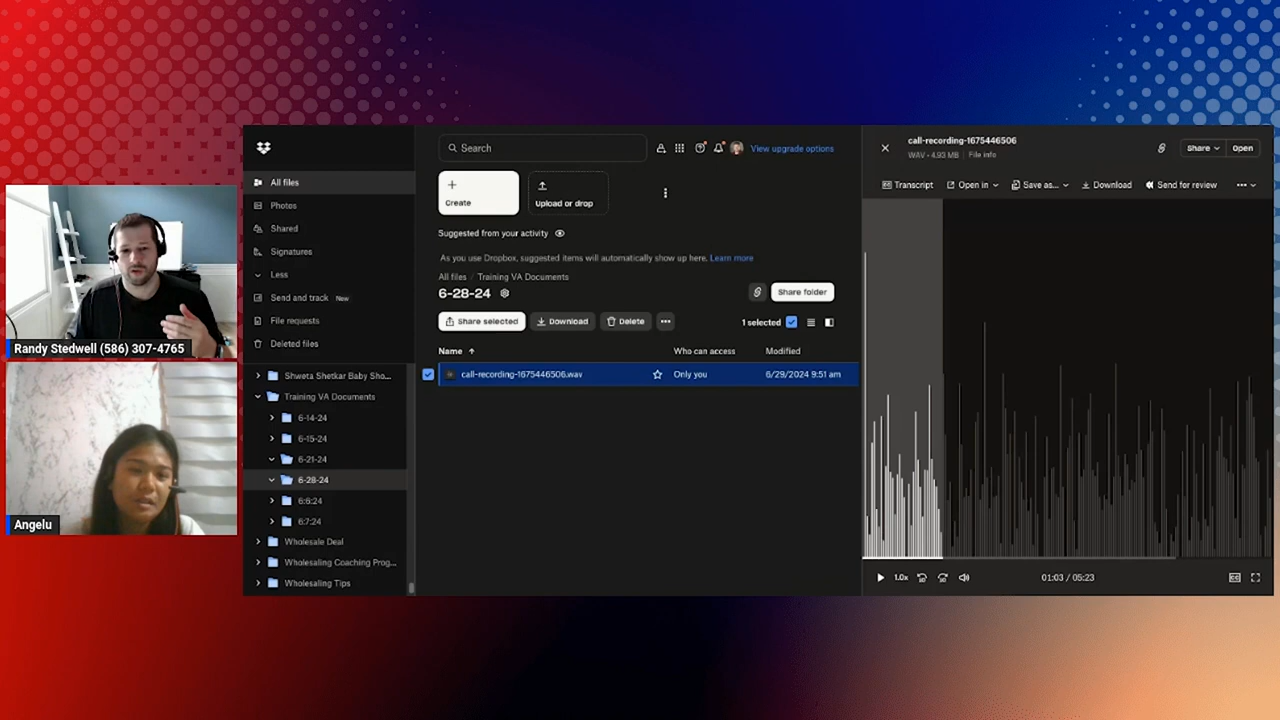 Randy Stedwell (586) 307-4765
Angelu
All files
Photos
Shared
Signatures
Less
Send and track New
File requests
Deleted files
Shweta Shetkar Baby Sho...
Training VA Documents
6-14-24
6-15-24
6-21-24
6-28-24
6:6:24
6:7:24
Wholesale Deal
Wholesaling Coaching Prog...
Wholesaling Tips
Search
View upgrade options
Create
Upload or drop
Suggested from your activity
As you use Dropbox, suggested items will automatically show up here. Learn more
All files / Training VA Documents
6-28-24
Share folder
Share selected Download Delete 1 selected
Name Who can access Modified
call-recording-1675446506.wav Only you 6/29/2024 9:51 am
call-recording-1675446506
WAV • 4.93 MB File info
Share Open
Transcript Open in Save as... Download Send for review
1.0x 10 10 01:03 / 05:23